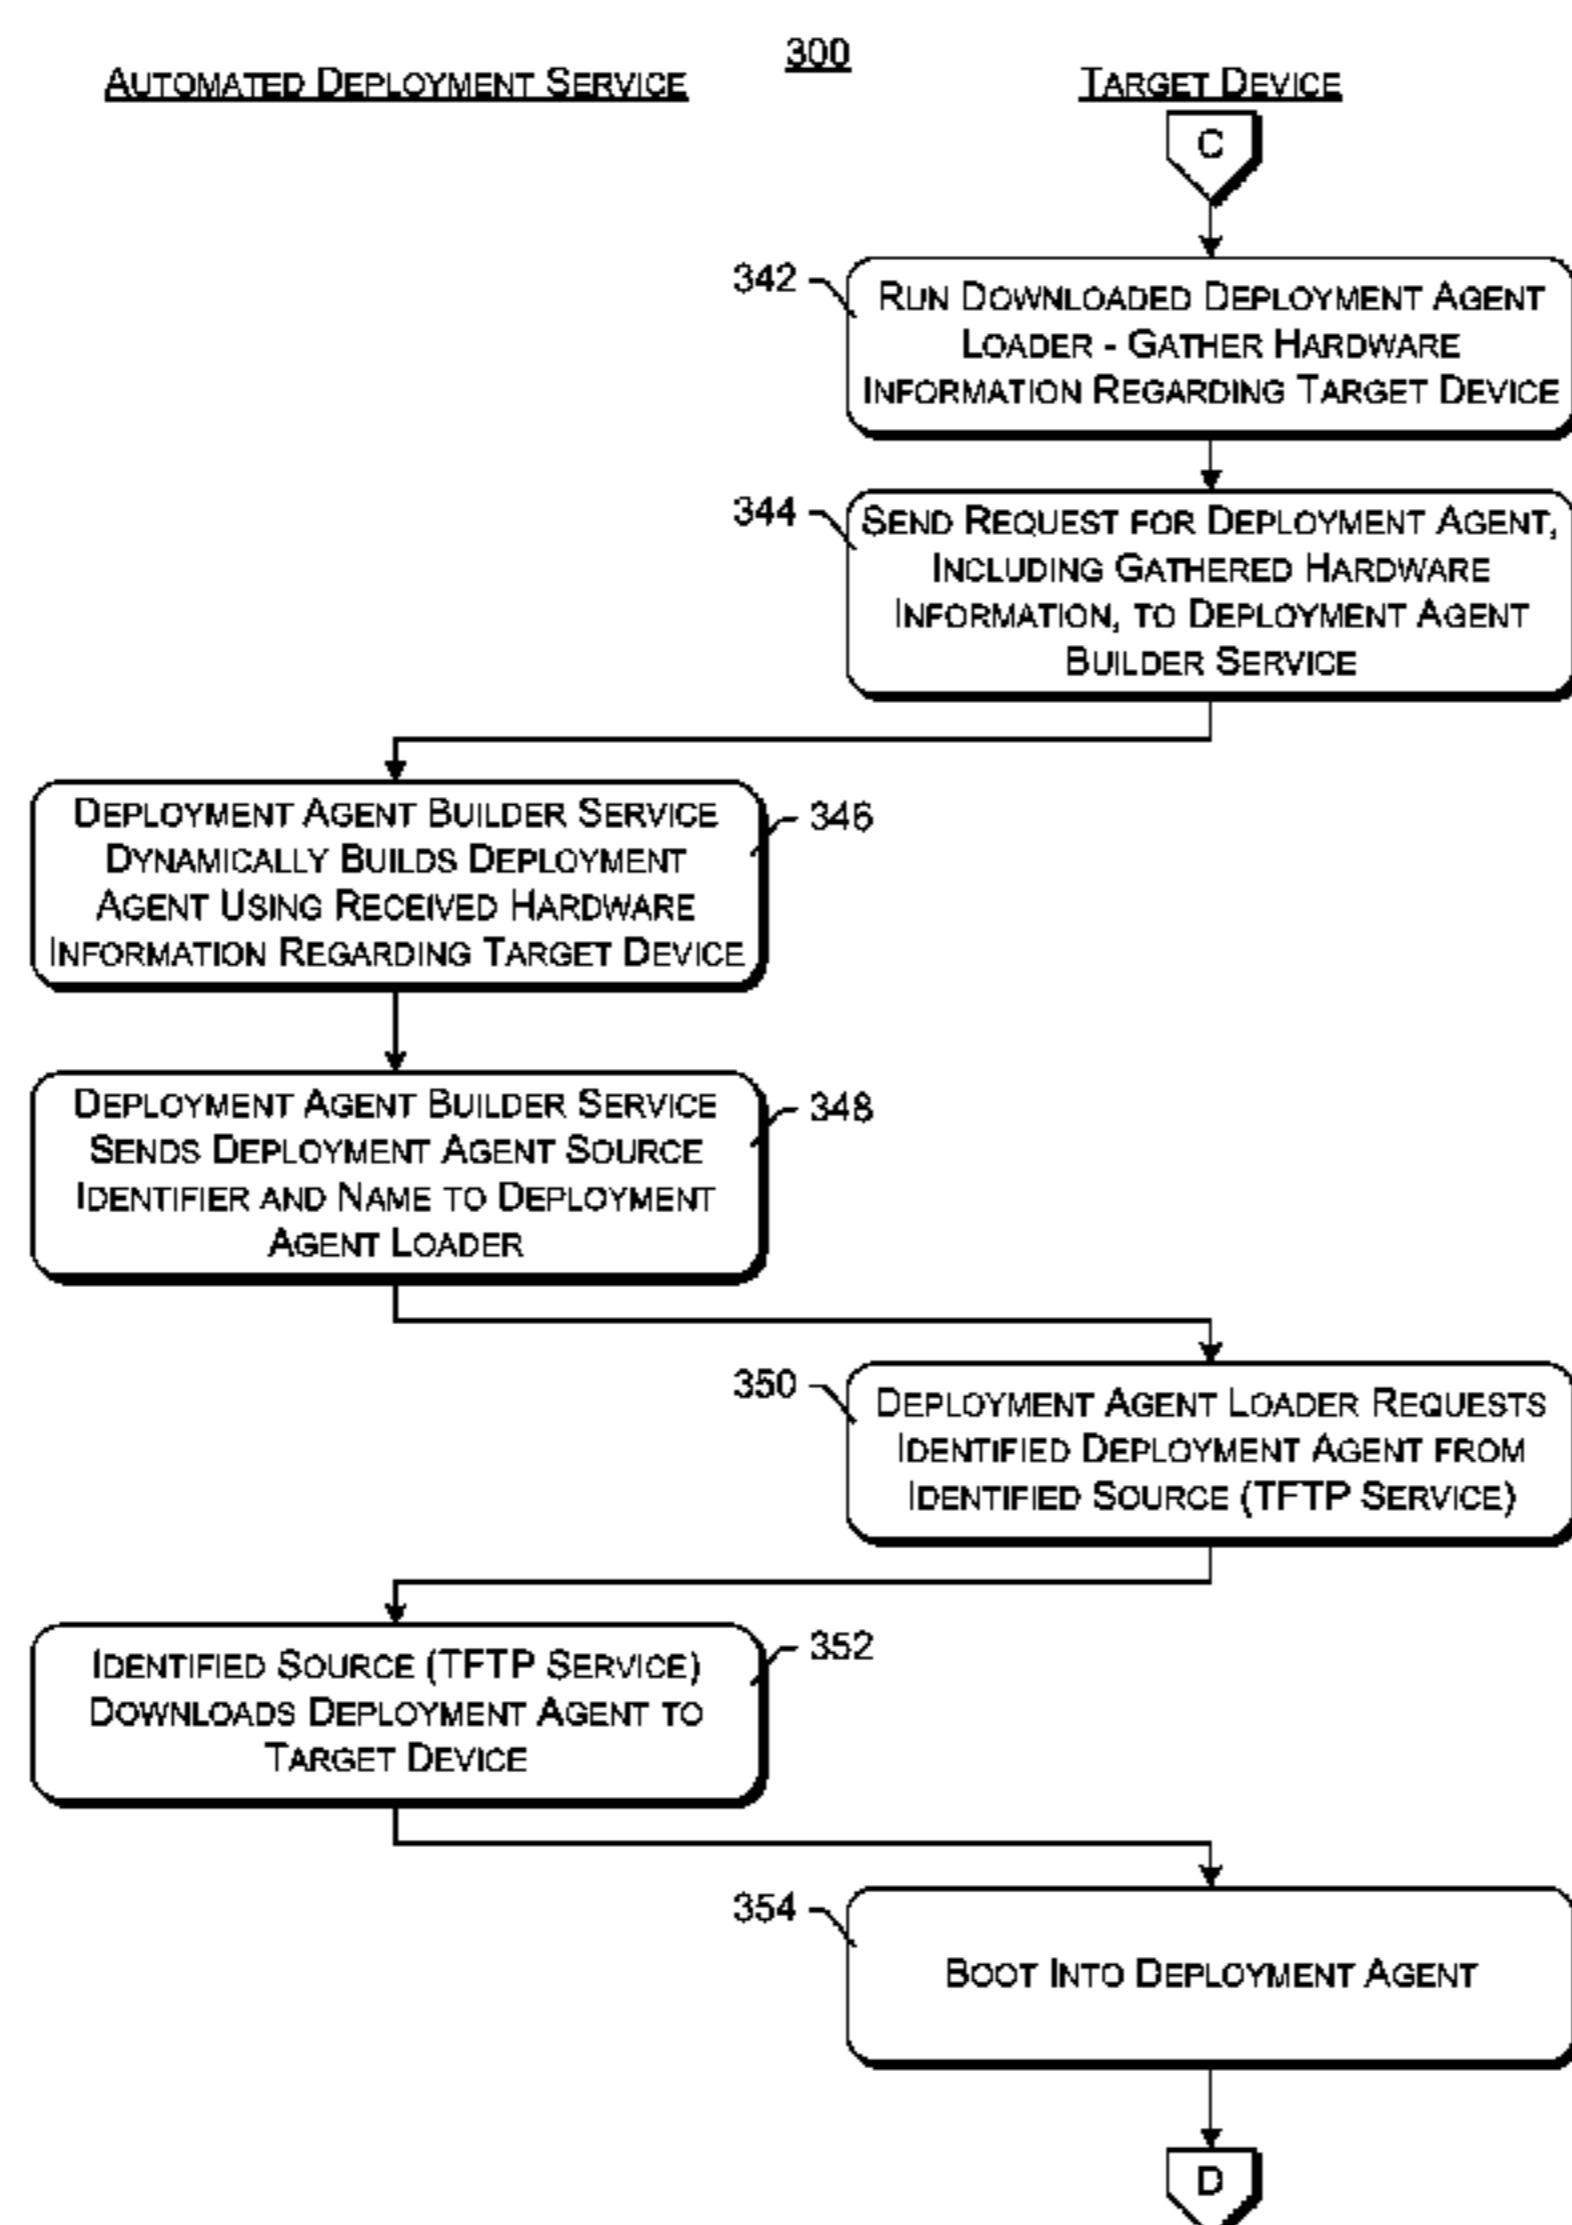 300
AUTOMATED DEPLOYMENT SERVICE
TARGET DEVICE
C
342
RUN DOWNLOADED DEPLOYMENT AGENT
LOADER - GATHER HARDWARE
INFORMATION REGARDING TARGET DEVICE
344
SEND REQUEST FOR DEPLOYMENT AGENT,
INCLUDING GATHERED HARDWARE
INFORMATION, TO DEPLOYMENT AGENT
BUILDER SERVICE
DEPLOYMENT AGENT BUILDER SERVICE
DYNAMICALLY BUILDS DEPLOYMENT
AGENT USING RECEIVED HARDWARE
INFORMATION REGARDING TARGET DEVICE
346
DEPLOYMENT AGENT BUILDER SERVICE
SENDS DEPLOYMENT AGENT SOURCE
IDENTIFIER AND NAME TO DEPLOYMENT
AGENT LOADER
348
350
DEPLOYMENT AGENT LOADER REQUESTS
IDENTIFIED DEPLOYMENT AGENT FROM
IDENTIFIED SOURCE (TFTP SERVICE)
IDENTIFIED SOURCE (TFTP SERVICE)
DOWNLOADS DEPLOYMENT AGENT TO
TARGET DEVICE
352
354
BOOT INTO DEPLOYMENT AGENT
D